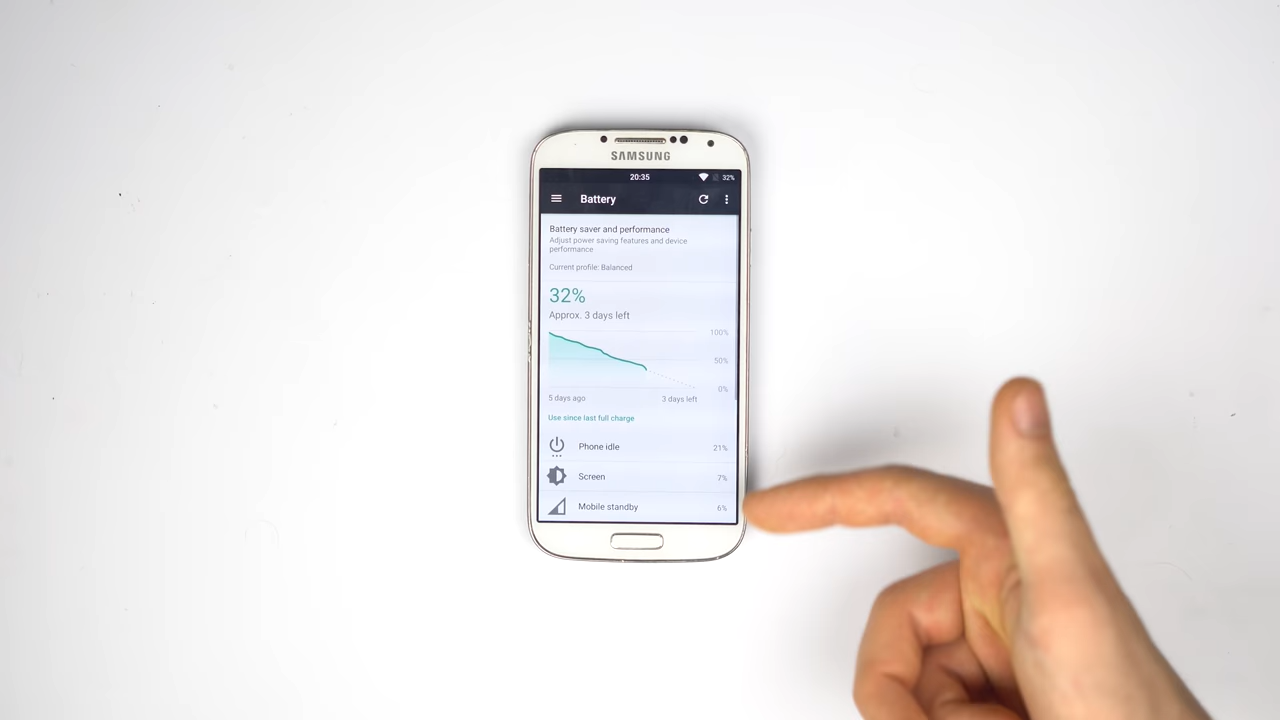 SAMSUNG
20:35 32%
Battery
Battery saver and performance
Adjust power saving features and device
performance
Current profile: Balanced
32%
Approx. 3 days left
100%
50%
0%
5 days ago 3 days left
Use since last full charge
Phone idle 21%
Screen 7%
Mobile standby 6%